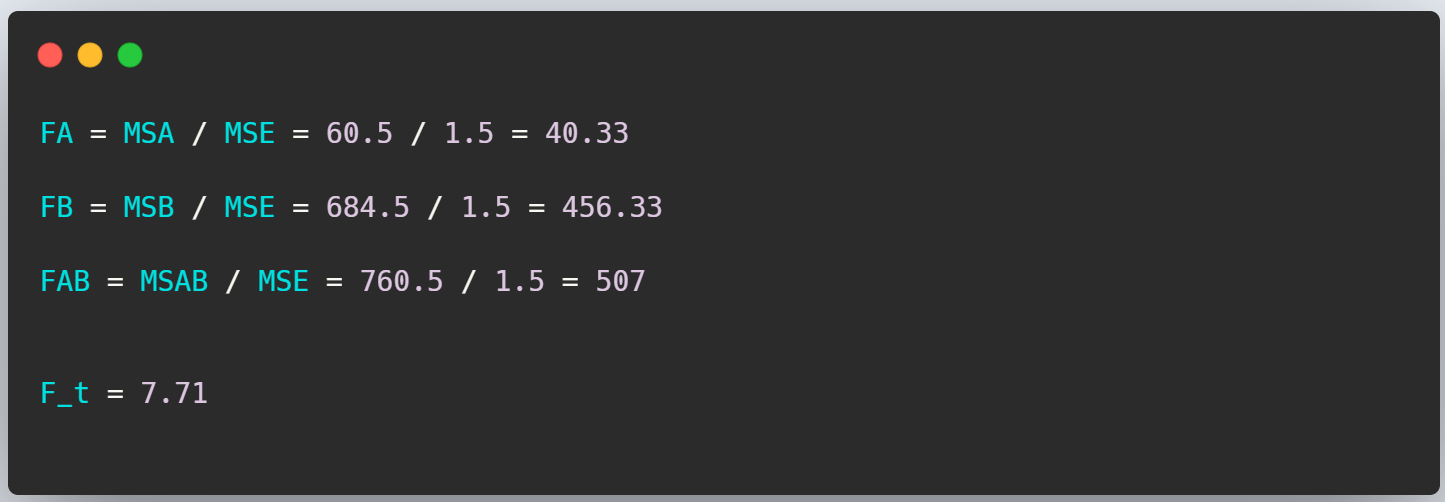 FA = MSA / MSE = 60.5 / 1.5 = 40.33
FB = MSB / MSE = 684.5 / 1.5 = 456.33
FAB = MSAB / MSE = 760.5 / 1.5 = 507
F_t = 7.71